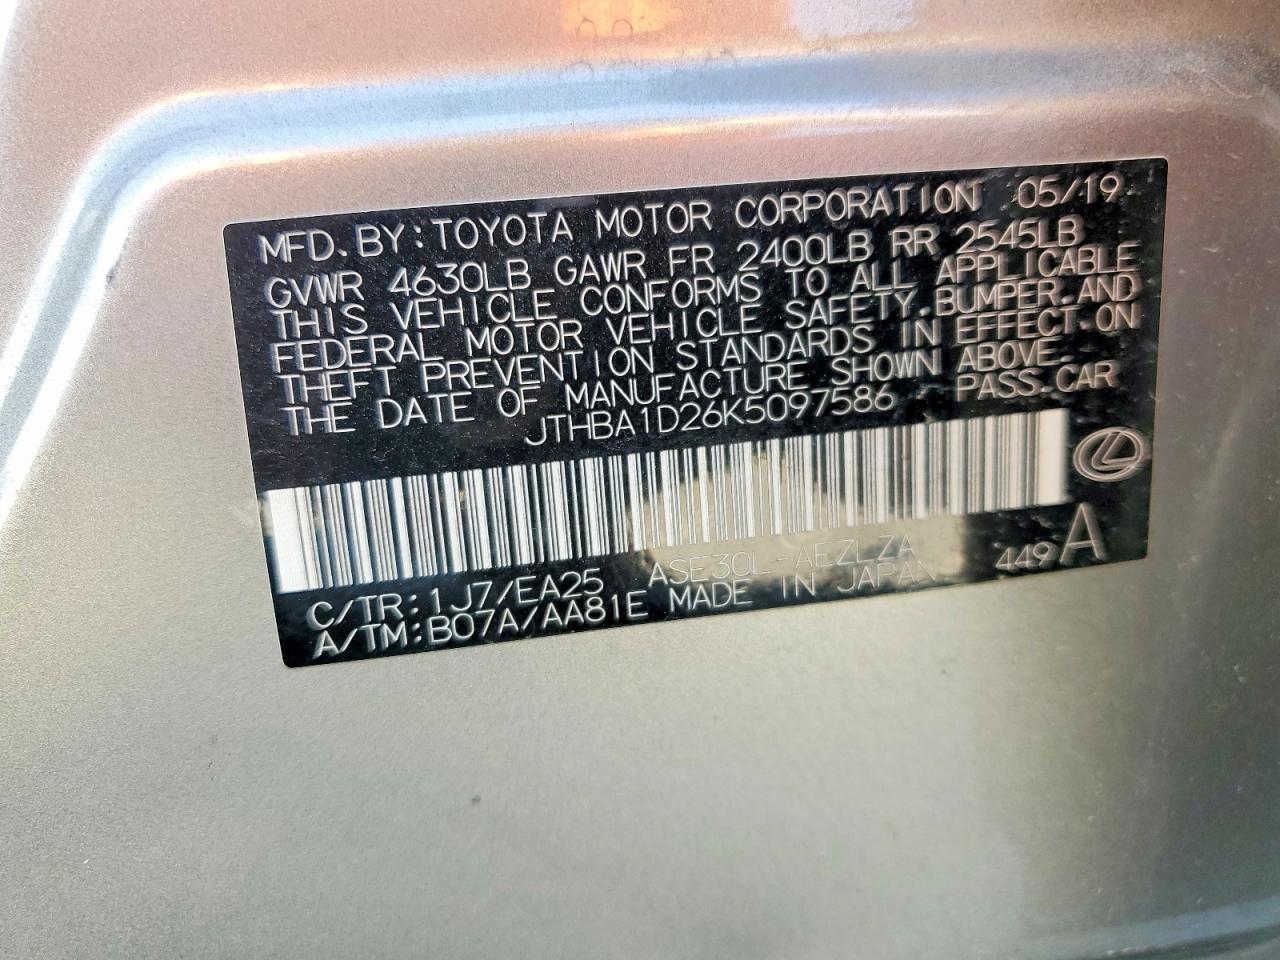 MFD. BY: TOYOTA MOTOR CORPORATION 05/19
GVWR 4630LB GAWR FR 2400LB RR 2545LB
THIS VEHICLE CONFORMS TO ALL APPLICABLE
FEDERAL MOTOR VEHICLE SAFETY, BUMPER, AND
THEFT PREVENTION STANDARDS IN EFFECT ON
THE DATE OF MANUFACTURE SHOWN ABOVE.
JTHBA1D26K5097586 PASS. CAR
C/TR: 1J7/EA25 ASE30L-AEZLZA 449 A
A/TM: B07A/AA81E MADE IN JAPAN